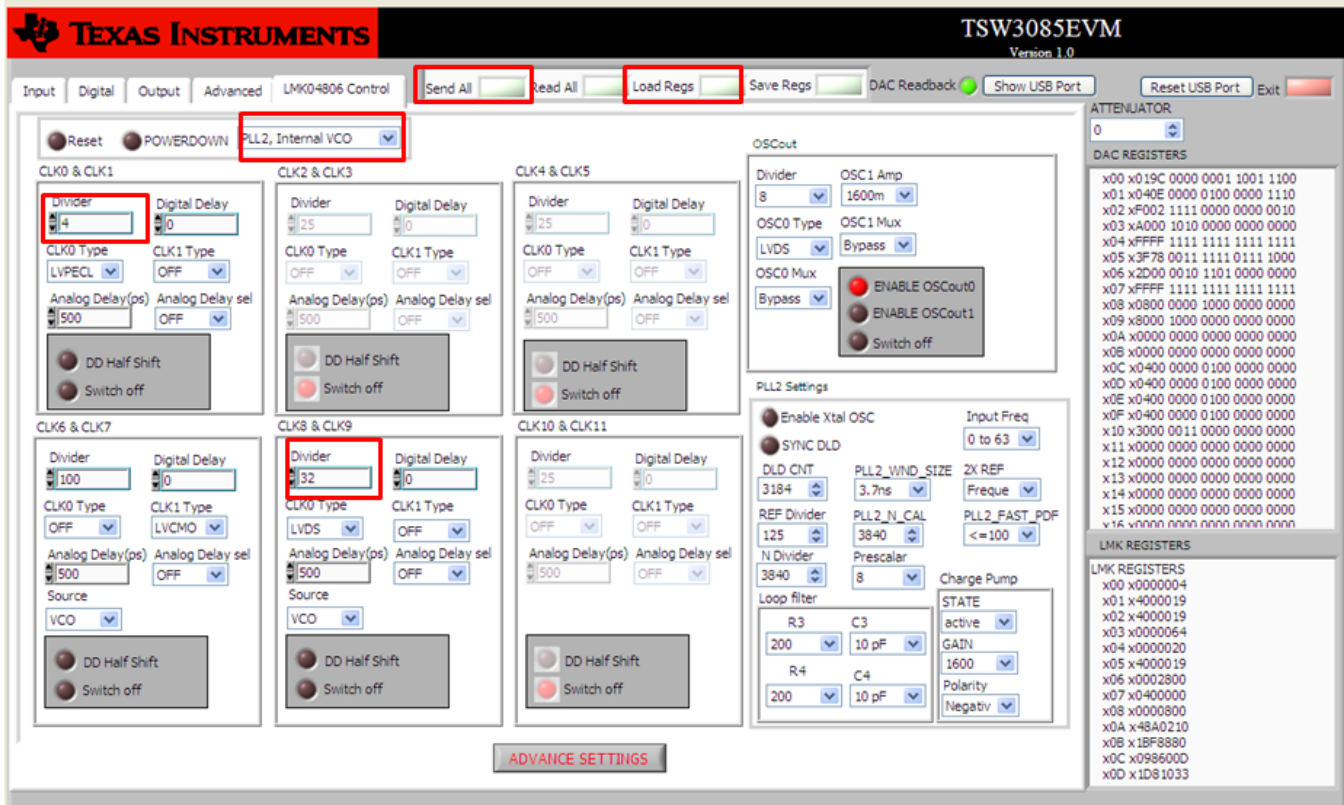 TEXAS INSTRUMENTS
TSW3085EVM
Version 1.0
Input Digital Output Advanced LMK04806 Control
Send All Read All Load Regs Save Regs DAC Readback Show USB Port Reset USB Port Exit
Reset POWERDOWN PLL2, Internal VCO
CLK0 & CLK1
Divider Digital Delay
4 0
CLK0 Type CLK1 Type
LVPECL OFF
Analog Delay(ps) Analog Delay sel
500 OFF
DD Half Shift
Switch off
CLK2 & CLK3
Divider Digital Delay
25 0
CLK0 Type CLK1 Type
OFF OFF
Analog Delay(ps) Analog Delay sel
500 OFF
DD Half Shift
Switch off
CLK4 & CLK5
Divider Digital Delay
25 0
CLK0 Type CLK1 Type
OFF OFF
Analog Delay(ps) Analog Delay sel
500 OFF
DD Half Shift
Switch off
CLK6 & CLK7
Divider Digital Delay
100 0
CLK0 Type CLK1 Type
OFF LVCMO
Analog Delay(ps) Analog Delay sel
500 OFF
Source
VCO
DD Half Shift
Switch off
CLK8 & CLK9
Divider Digital Delay
32 0
CLK0 Type CLK1 Type
LVDS OFF
Analog Delay(ps) Analog Delay sel
500 OFF
Source
VCO
DD Half Shift
Switch off
CLK10 & CLK11
Divider Digital Delay
25 0
CLK0 Type CLK1 Type
OFF OFF
Analog Delay(ps) Analog Delay sel
500 OFF
DD Half Shift
Switch off
ADVANCE SETTINGS
OSCout
Divider OSC1 Amp
8 1600m
OSC0 Type OSC1 Mux
LVDS Bypass
OSC0 Mux
Bypass
ENABLE OSCout0
ENABLE OSCout1
Switch off
PLL2 Settings
Enable Xtal OSC Input Freq
SYNC DLD 0 to 63
DLD CNT PLL2_WND_SIZE 2X REF
3184 3.7ns Freque
REF Divider PLL2_N_CAL PLL2_FAST_PDF
125 3840 <=100
N Divider Prescalar
3840 8
Loop filter
R3 C3
200 10 pF
R4 C4
200 10 pF
Charge Pump
STATE
active
GAIN
1600
Polarity
Negativ
ATTENUATOR
0
DAC REGISTERS
x00 x019C 0000 0001 1001 1100
x01 x040E 0000 0100 0000 1110
x02 xF002 1111 0000 0000 0010
x03 xA000 1010 0000 0000 0000
x04 xFFFF 1111 1111 1111 1111
x05 x3F78 0011 1111 0111 1000
x06 x2D00 0010 1101 0000 0000
x07 xFFFF 1111 1111 1111 1111
x08 x0800 0000 1000 0000 0000
x09 x8000 1000 0000 0000 0000
x0A x0000 0000 0000 0000 0000
x0B x0000 0000 0000 0000 0000
x0C x0400 0000 0100 0000 0000
x0D x0400 0000 0100 0000 0000
x0E x0400 0000 0100 0000 0000
x0F x0400 0000 0100 0000 0000
x10 x3000 0011 0000 0000 0000
x11 x0000 0000 0000 0000 0000
x12 x0000 0000 0000 0000 0000
x13 x0000 0000 0000 0000 0000
x14 x0000 0000 0000 0000 0000
x15 x0000 0000 0000 0000 0000
x16 x0000 0000 0000 0000 0000
LMK REGISTERS
LMK REGISTERS
x00 x0000004
x01 x4000019
x02 x4000019
x03 x0000064
x04 x0000020
x05 x4000019
x06 x0002800
x07 x0400000
x08 x0000800
x0A x48A0210
x0B x1BF8880
x0C x098600D
x0D x1D81033